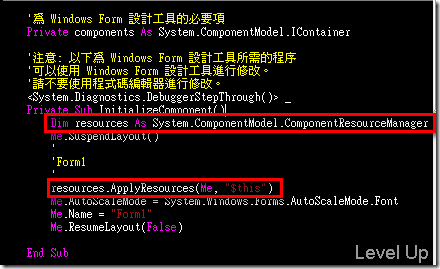 '為 Windows Form 設計工具的必要項
Private components As System.ComponentModel.IContainer
'注意: 以下為 Windows Form 設計工具所需的程序
'可以使用 Windows Form 設計工具進行修改。
'請不要使用程式碼編輯器進行修改。
<System.Diagnostics.DebuggerStepThrough()> _
Private Sub InitializeComponent()
Dim resources As System.ComponentModel.ComponentResourceManager
Me.SuspendLayout()
'
'Form1
'
resources.ApplyResources(Me, "$this")
Me.AutoScaleMode = System.Windows.Forms.AutoScaleMode.Font
Me.Name = "Form1"
Me.ResumeLayout(False)
End Sub
Level Up